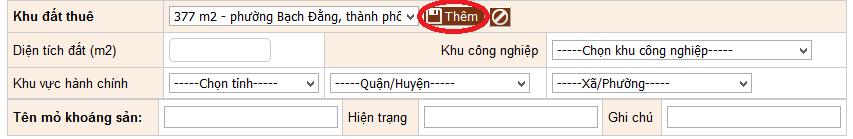 Khu đất thuê 377 m2 - phường Bạch Đằng, thành phố Thêm
Diện tích đất (m2) Khu công nghiệp -----Chọn khu công nghiệp-----
Khu vực hành chính -----Chọn tỉnh----- -----Quận/Huyện----- -----Xã/Phường-----
Tên mỏ khoáng sản: Hiện trạng Ghi chú